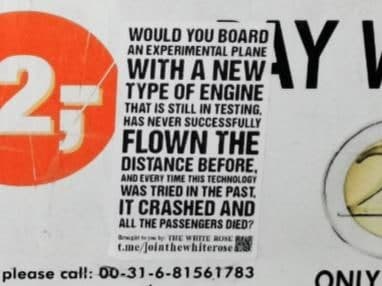 2,-
AY W
WOULD YOU BOARD
AN EXPERIMENTAL PLANE
WITH A NEW
TYPE OF ENGINE
THAT IS STILL IN TESTING,
HAS NEVER SUCCESSFULLY
FLOWN THE
DISTANCE BEFORE,
AND EVERY TIME THIS TECHNOLOGY
WAS TRIED IN THE PAST,
IT CRASHED AND
ALL THE PASSENGERS DIED?
Brought to you by: THE WHITE ROSE
t.me/jointhewhiterose
2
please call: 00-31-6-81561783
ONLY